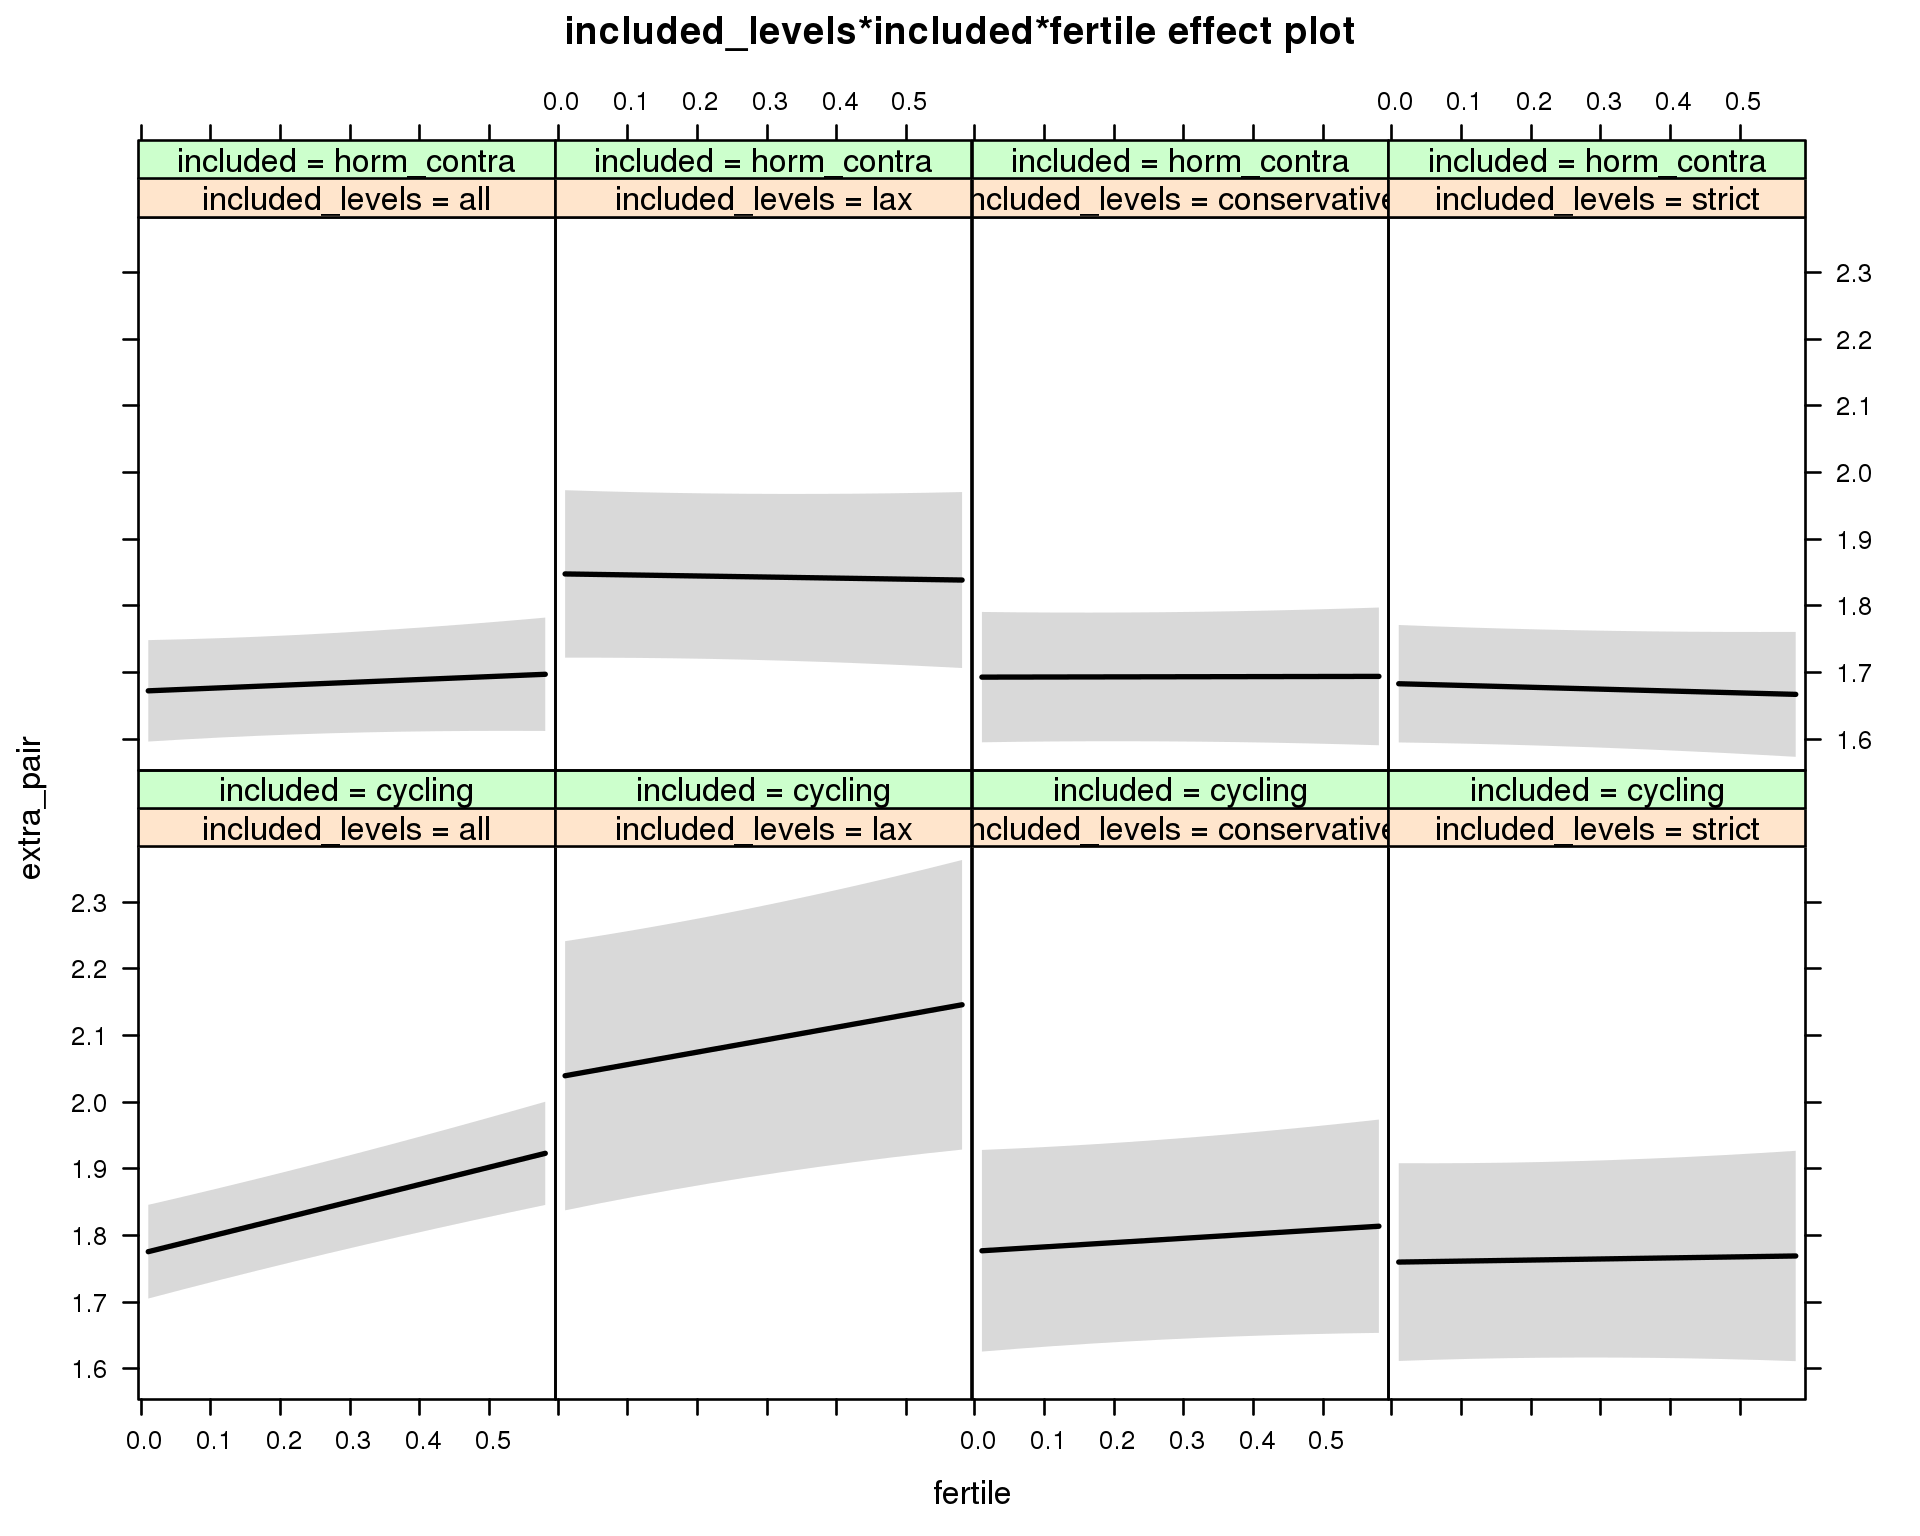 included_levels*included*fertile effect plot
0.0 0.1 0.2 0.3 0.4 0.5 0.0 0.1 0.2 0.3 0.4 0.5
included = horm_contra included = horm_contra included = horm_contra included = horm_contra
included_levels = all included_levels = lax ncluded_levels = conservative included_levels = strict
2.3
2.2
2.1
2.0
1.9
1.8
1.7
1.6
extra_pair
included = cycling included = cycling included = cycling included = cycling
included_levels = all included_levels = lax ncluded_levels = conservative included_levels = strict
2.3
2.2
2.1
2.0
1.9
1.8
1.7
1.6
0.0 0.1 0.2 0.3 0.4 0.5 0.0 0.1 0.2 0.3 0.4 0.5
fertile